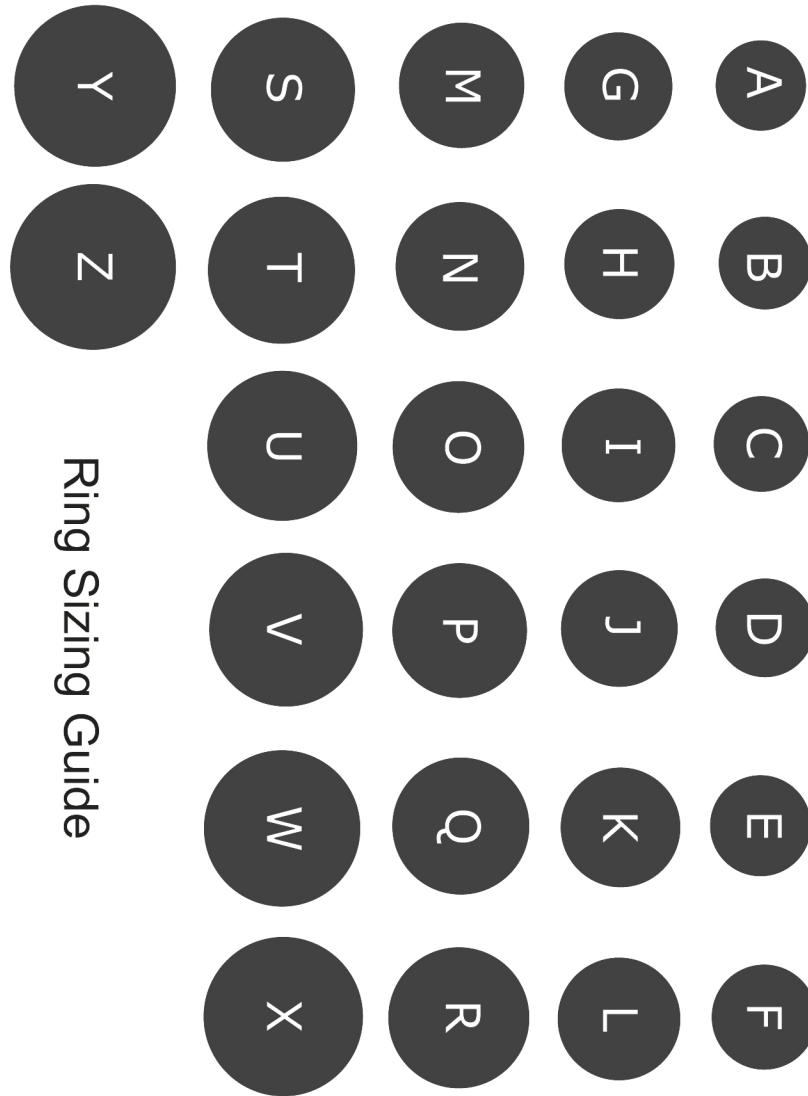 A B C D E F
G H I J K L
M N O P Q R
S T U V W X
Y Z Ring Sizing Guide